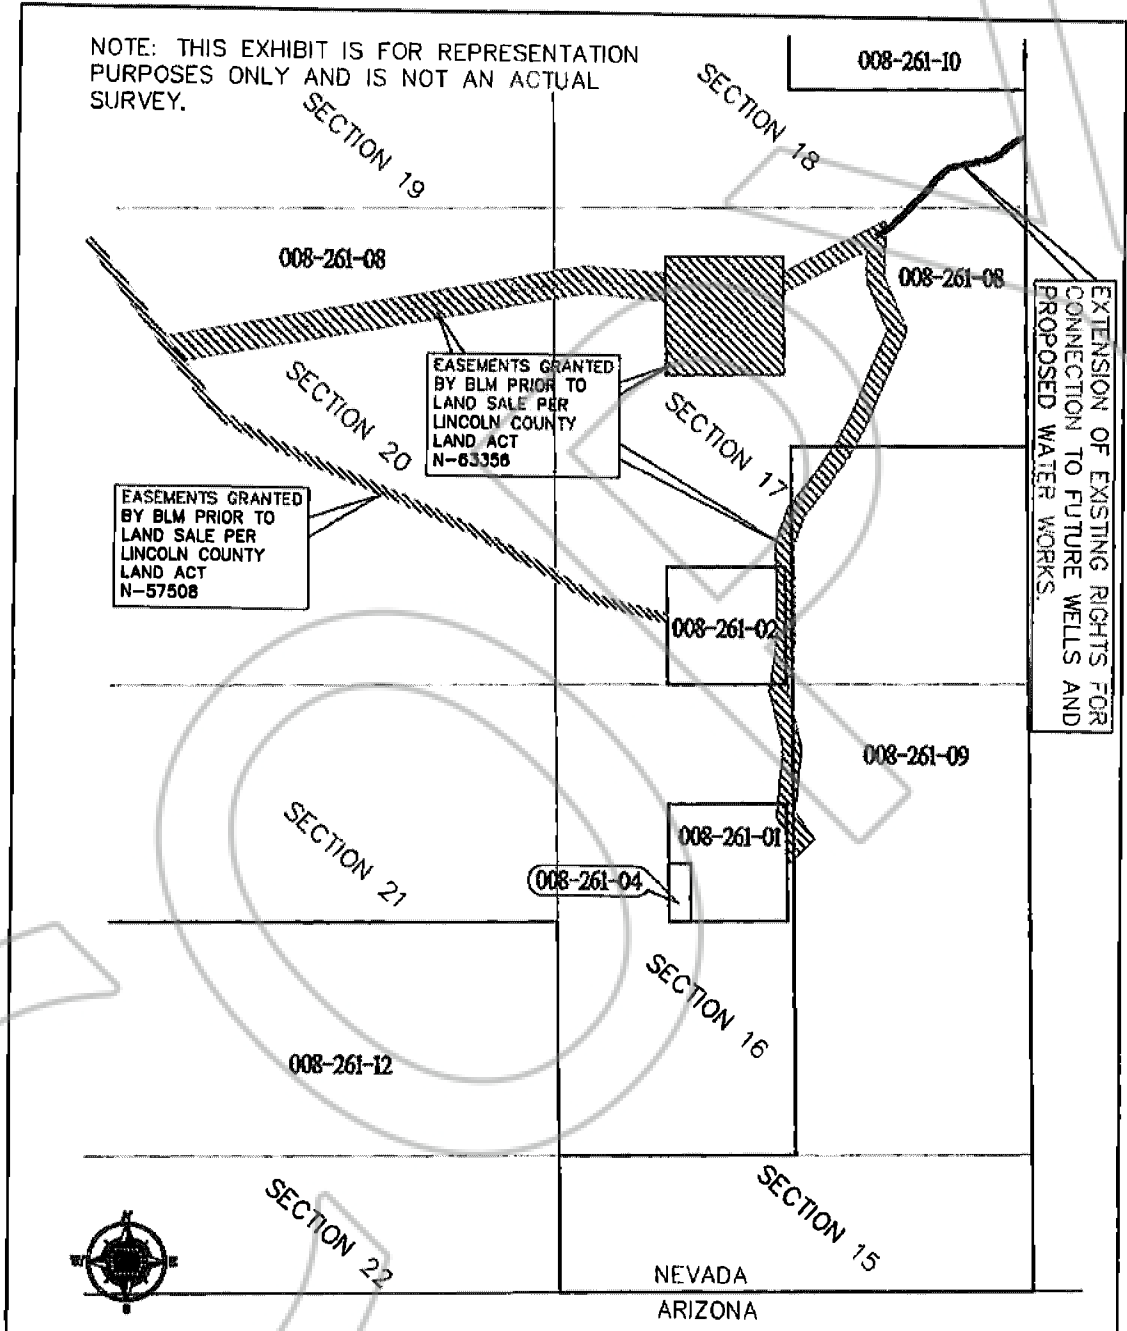 NOTE: THIS EXHIBIT IS FOR REPRESENTATION
PURPOSES ONLY AND IS NOT AN ACTUAL
SURVEY.
008-261-10
SECTION 19
SECTION 18
008-261-08
008-261-08
EXTENSION OF EXISTING RIGHTS FOR
CONNECTION TO FUTURE WELLS AND
PROPOSED WATER WORKS.
EASEMENTS GRANTED
BY BLM PRIOR TO
LAND SALE PER
LINCOLN COUNTY
LAND ACT
N-63356
SECTION 20
SECTION 17
EASEMENTS GRANTED
BY BLM PRIOR TO
LAND SALE PER
LINCOLN COUNTY
LAND ACT
N-57508
008-261-02
008-261-09
SECTION 21
008-261-01
008-261-04
SECTION 16
008-261-12
SECTION 22
SECTION 15
N
W
E
S
NEVADA
ARIZONA